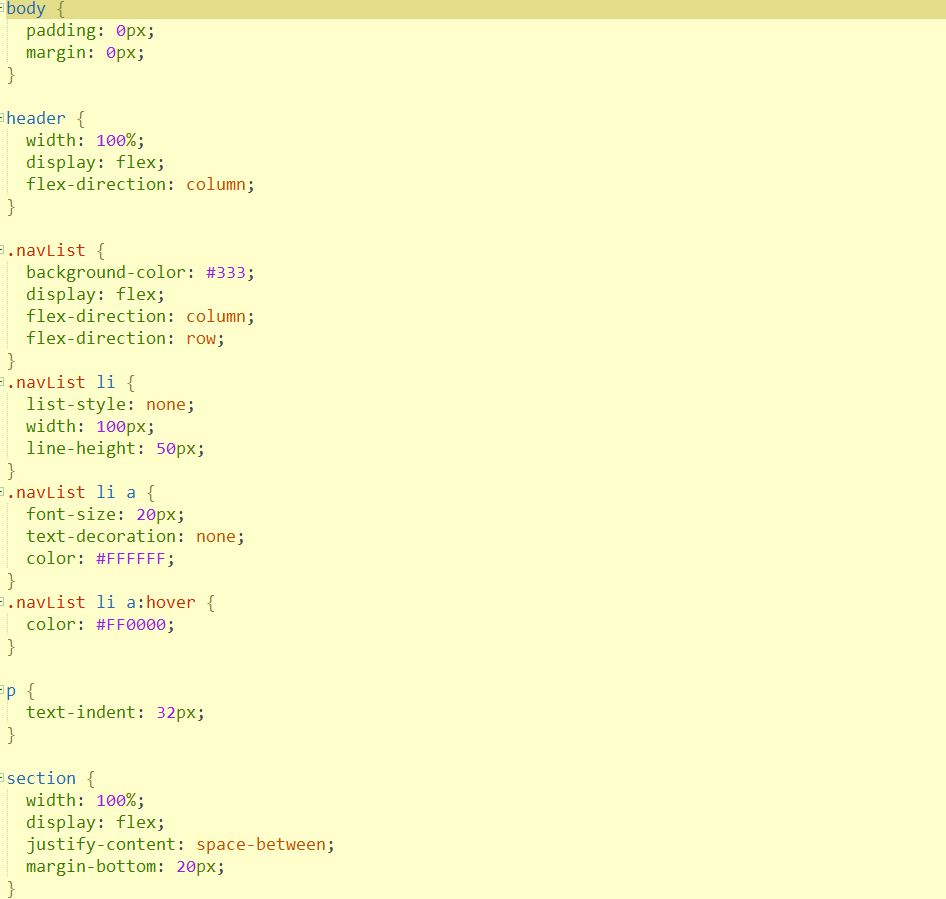 body {
  padding: 0px;
  margin: 0px;
}

header {
  width: 100%;
  display: flex;
  flex-direction: column;
}

.navList {
  background-color: #333;
  display: flex;
  flex-direction: column;
  flex-direction: row;
}
.navList li {
  list-style: none;
  width: 100px;
  line-height: 50px;
}
.navList li a {
  font-size: 20px;
  text-decoration: none;
  color: #FFFFFF;
}
.navList li a:hover {
  color: #FF0000;
}

p {
  text-indent: 32px;
}

section {
  width: 100%;
  display: flex;
  justify-content: space-between;
  margin-bottom: 20px;
}